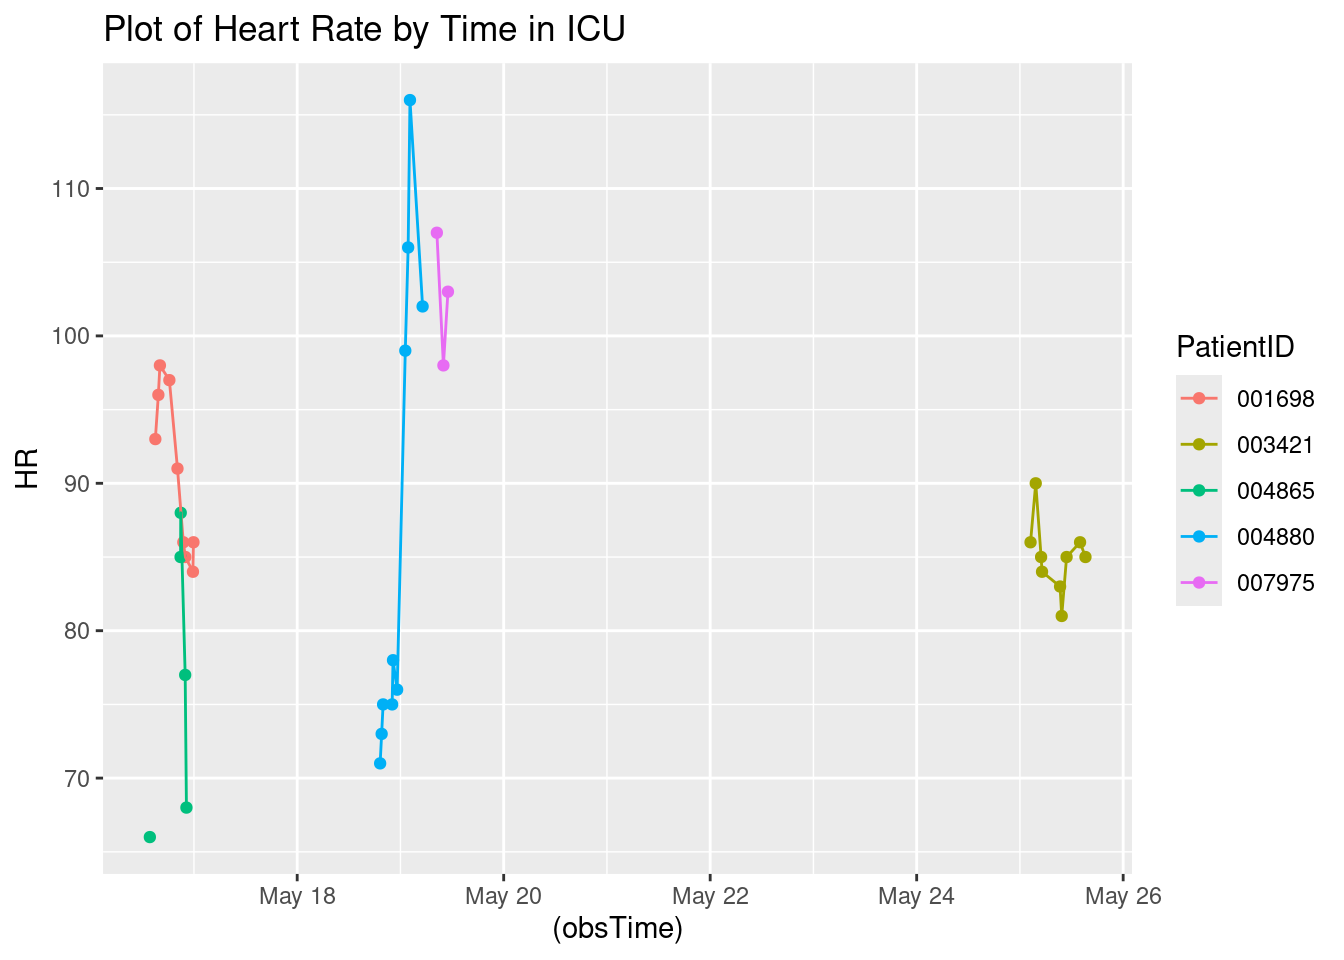 Plot of Heart Rate by Time in ICU
HR
110
100
90
80
70
May 18
May 20
May 22
May 24
May 26
(obsTime)
PatientID
001698
003421
004865
004880
007975